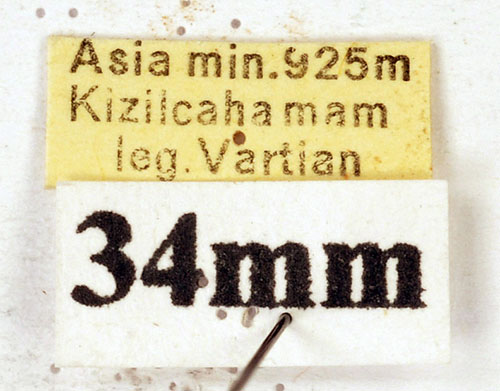 Asia min.925m
Kizilcahamam
leg. Vartian
34mm